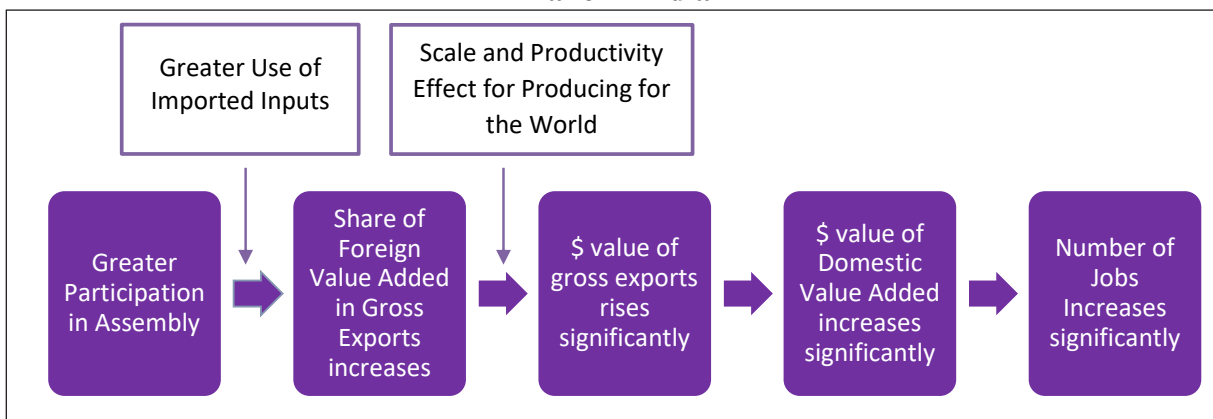 Greater Use of
Imported Inputs
Scale and Productivity
Effect for Producing for
the World
Greater
Participation
in Assembly
Share of
Foreign
Value Added
in Gross
Exports
increases
$ value of
gross exports
rises
significantly
$ value of
Domestic
Value Added
increases
significantly
Number of
Jobs
Increases
significantly